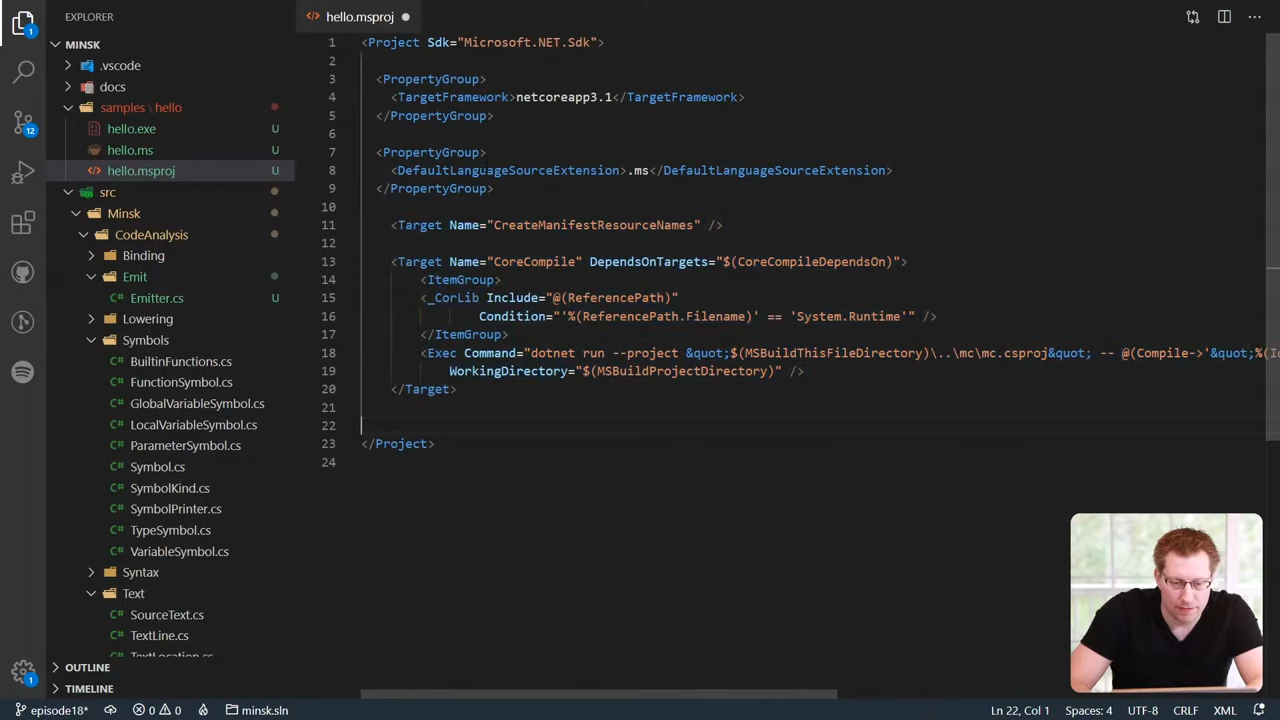 EXPLORER
hello.msproj
MINSK
.vscode
docs
samples \ hello
hello.exe U
hello.ms U
hello.msproj U
src
Minsk
CodeAnalysis
Binding
Emit
Emitter.cs U
Lowering
Symbols
BuiltinFunctions.cs
FunctionSymbol.cs
GlobalVariableSymbol.cs
LocalVariableSymbol.cs
ParameterSymbol.cs
Symbol.cs
SymbolKind.cs
SymbolPrinter.cs
TypeSymbol.cs
VariableSymbol.cs
Syntax
Text
SourceText.cs
TextLine.cs
TextLocation.cs
OUTLINE
TIMELINE
1
12
1
1 <Project Sdk="Microsoft.NET.Sdk">
2
3 <PropertyGroup>
4 <TargetFramework>netcoreapp3.1</TargetFramework>
5 </PropertyGroup>
6
7 <PropertyGroup>
8 <DefaultLanguageSourceExtension>.ms</DefaultLanguageSourceExtension>
9 </PropertyGroup>
10
11 <Target Name="CreateManifestResourceNames" />
12
13 <Target Name="CoreCompile" DependsOnTargets="$(CoreCompileDependsOn)">
14 <ItemGroup>
15 <_CorLib Include="@(ReferencePath)"
16 Condition="'%(ReferencePath.Filename)' == 'System.Runtime'" />
17 </ItemGroup>
18 <Exec Command="dotnet run --project &quot;$(MSBuildThisFileDirectory)\..\mc\mc.csproj&quot; -- @(Compile->'&quot;%(I
19 WorkingDirectory="$(MSBuildProjectDirectory)" />
20 </Target>
21
22
23 </Project>
24
episode18* 0 0 minsk.sln Ln 22, Col 1 Spaces: 4 UTF-8 CRLF XML